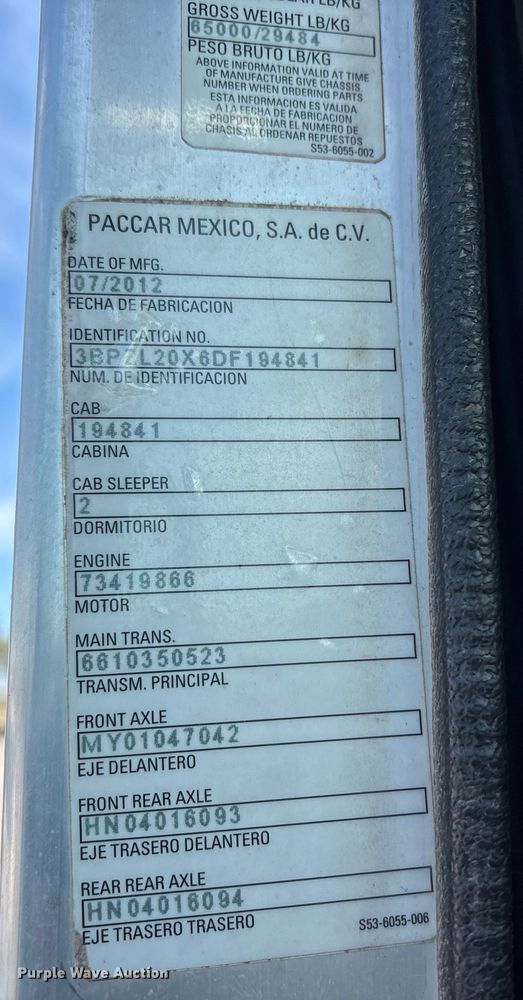 GROSS WEIGHT LB/KG
65000/29484
PESO BRUTO LB/KG
ABOVE INFORMATION VALID AT TIME
OF MANUFACTURE GIVE CHASSIS
NUMBER WHEN ORDERING PARTS
ESTA INFORMACION ES VALIDA
A LA FECHA DE FABRICACION
PROPORCIONAR EL NUMERO DE
CHASIS AL ORDENAR REPUESTOS
S53-6055-002
PACCAR MEXICO, S.A. de C.V.
DATE OF MFG.
07/2012
FECHA DE FABRICACION
IDENTIFICATION NO.
3BPZL20X6DF194841
NUM. DE IDENTIFICACION
CAB
194841
CABINA
CAB SLEEPER
2
DORMITORIO
ENGINE
73419866
MOTOR
MAIN TRANS.
6610350523
TRANSM. PRINCIPAL
FRONT AXLE
MY01047042
EJE DELANTERO
FRONT REAR AXLE
HN04016093
EJE TRASERO DELANTERO
REAR REAR AXLE
HN04016094
EJE TRASERO TRASERO
S53-6055-006
Purple Wave Auction